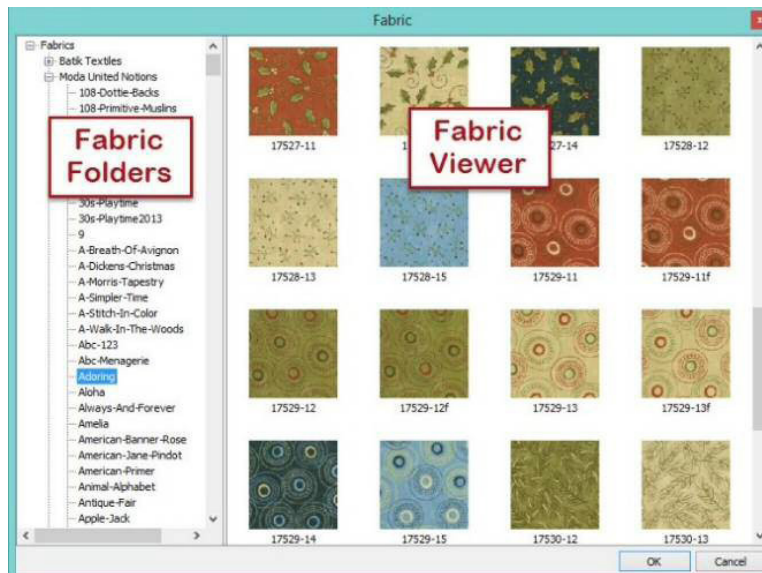 Fabric
Fabrics
Batik Textiles
Moda United Notions
108-Dottie-Backs
108-Primitive-Muslins
Fabric
Folders
30s-Playtime
30s-Playtime2013
9
A-Breath-Of-Avignon
A-Dickens-Christmas
A-Morris-Tapestry
A-Simpler-Time
A-Stitch-In-Color
A-Walk-In-The-Woods
Abc-123
Abc-Menagerie
Adoring
Aloha
Always-And-Forever
Amelia
American-Banner-Rose
American-Jane-Pindot
American-Primer
Animal-Alphabet
Antique-Fair
Apple-Jack
Fabric
Viewer
17527-11
27-14
17528-12
17528-13
17528-15
17529-11
17529-11f
17529-12
17529-12f
17529-13
17529-13f
17529-14
17529-15
17530-12
17530-13
OK
Cancel